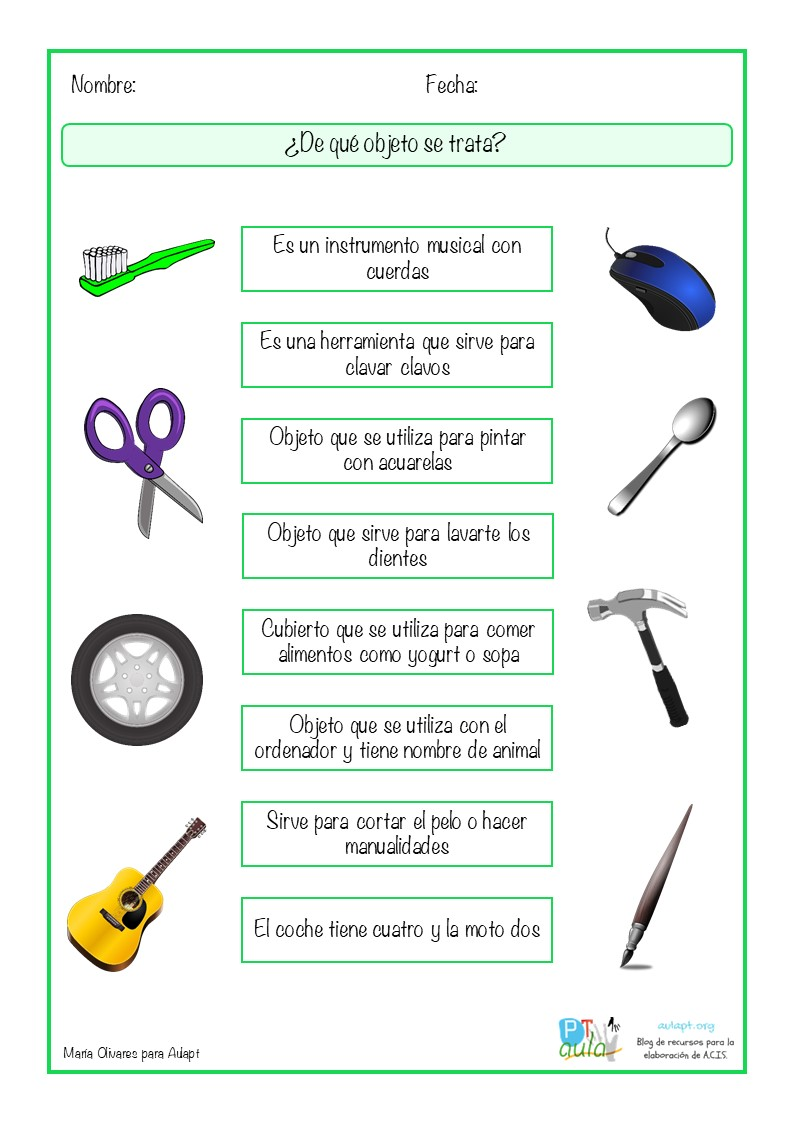 Nombre: Fecha:
¿De qué objeto se trata?
Es un instrumento musical con
cuerdas
Es una herramienta que sirve para
clavar clavos
Objeto que se utiliza para pintar
con acuarelas
Objeto que sirve para lavarte los
dientes
Cubierto que se utiliza para comer
alimentos como yogurt o sopa
Objeto que se utiliza con el
ordenador y tiene nombre de animal
Sirve para cortar el pelo o hacer
manualidades
El coche tiene cuatro y la moto dos
María Olivares para Aulapt
PT
aula
aulapt.org
Blog de recursos para la
elaboración de A.C.I.S.